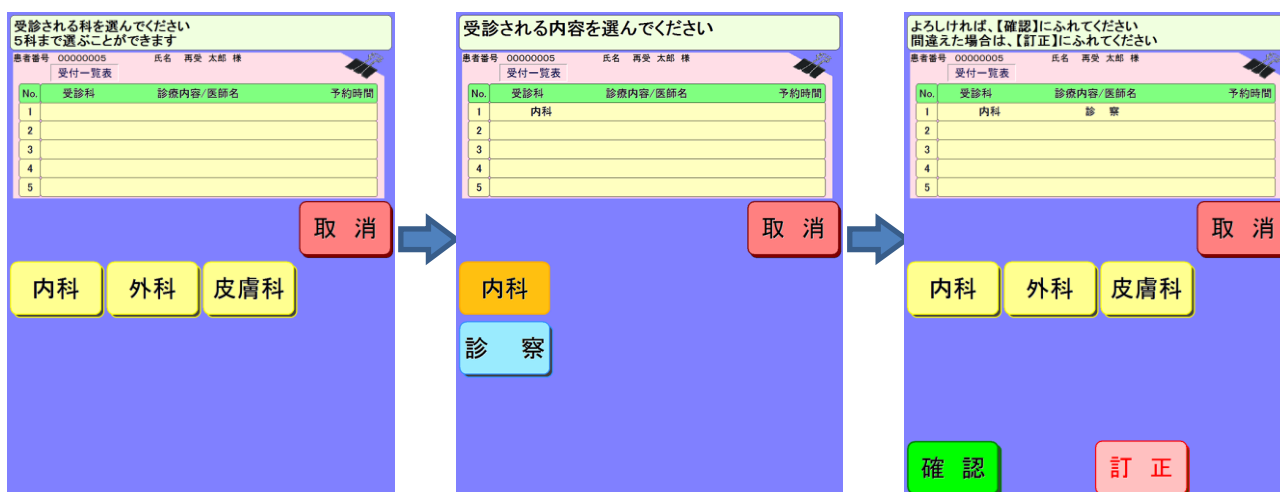 受診される科を選んでください
5科まで選ぶことができます
患者番号 00000005 氏名 再受 太郎 様
受付一覧表
No. 受診科 診療内容/医師名 予約時間
1
2
3
4
5
取 消
内科 外科 皮膚科
受診される内容を選んでください
患者番号 00000005 氏名 再受 太郎 様
受付一覧表
No. 受診科 診療内容/医師名 予約時間
1 内科
2
3
4
5
取 消
内科
診 察
よろしければ、【確認】にふれてください
間違えた場合は、【訂正】にふれてください
患者番号 00000005 氏名 再受 太郎 様
受付一覧表
No. 受診科 診療内容/医師名 予約時間
1 内科 診 察
2
3
4
5
取 消
内科 外科 皮膚科
確 認 訂 正